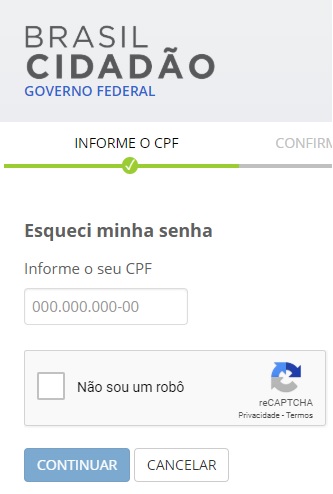 BRASIL
CIDADÃO
GOVERNO FEDERAL
INFORME O CPF
CONFIRM
Esqueci minha senha
Informe o seu CPF
000.000.000-00
Não sou um robô
reCAPTCHA
Privacidade - Termos
CONTINUAR
CANCELAR